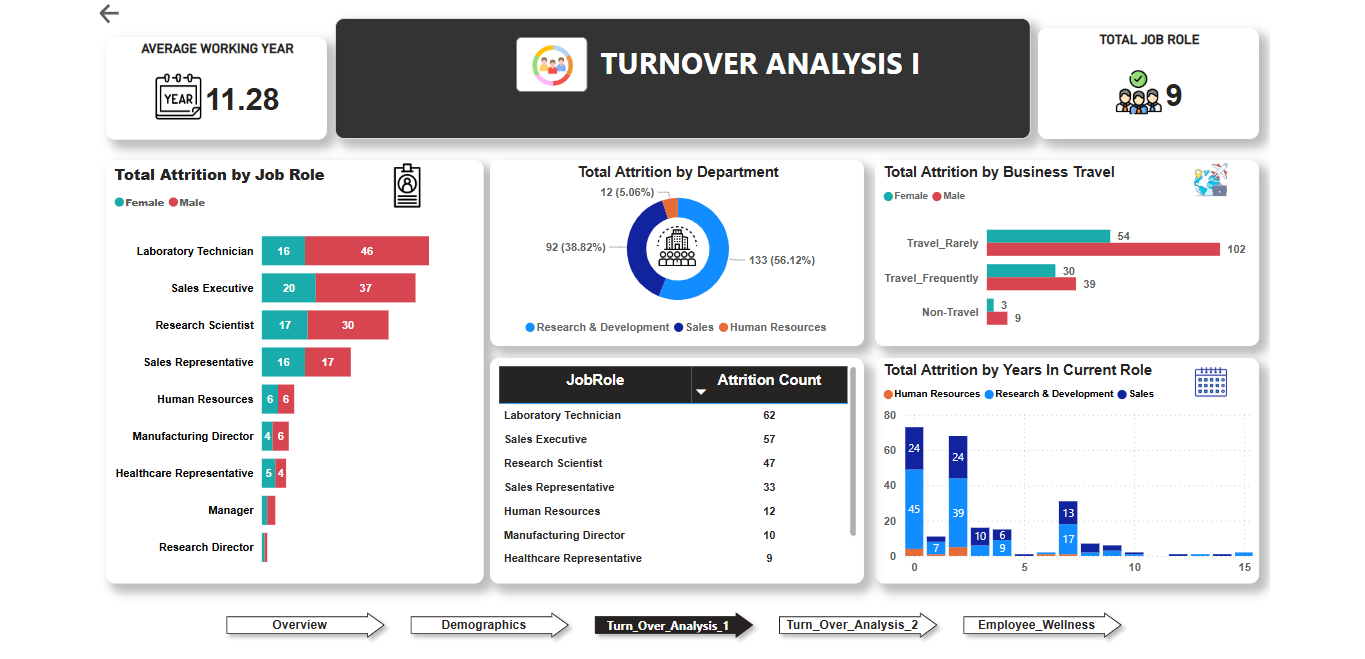 AVERAGE WORKING YEAR
YEAR
11.28
TURNOVER ANALYSIS I
TOTAL JOB ROLE
9
Total Attrition by Job Role
Female Male
Laboratory Technician 16 46
Sales Executive 20 37
Research Scientist 17 30
Sales Representative 16 17
Human Resources 6 6
Manufacturing Director 4 6
Healthcare Representative 5 4
Manager
Research Director
Total Attrition by Department
12 (5.06%)
92 (38.82%)
133 (56.12%)
Research & Development Sales Human Resources
JobRole Attrition Count
Laboratory Technician 62
Sales Executive 57
Research Scientist 47
Sales Representative 33
Human Resources 12
Manufacturing Director 10
Healthcare Representative 9
Total Attrition by Business Travel
Female Male
Travel_Rarely 54
102
Travel_Frequently 30
39
Non-Travel 3
9
Total Attrition by Years In Current Role
Human Resources Research & Development Sales
80
60
40
20
0
24
45
7
24
39
10
6
9
13
17
0 5 10 15
Overview
Demographics
Turn_Over_Analysis_1
Turn_Over_Analysis_2
Employee_Wellness